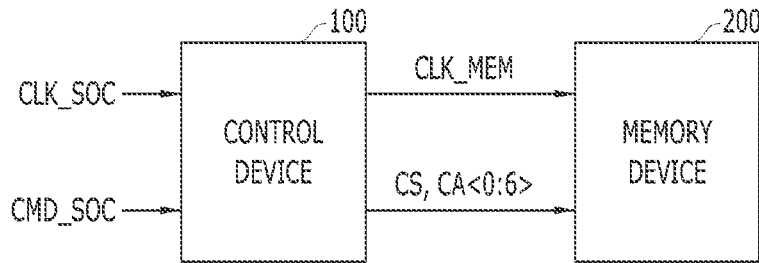 100
200
CLK_SOC
CLK_MEM
CONTROL
DEVICE
MEMORY
DEVICE
CMD_SOC
CS, CA<0:6>